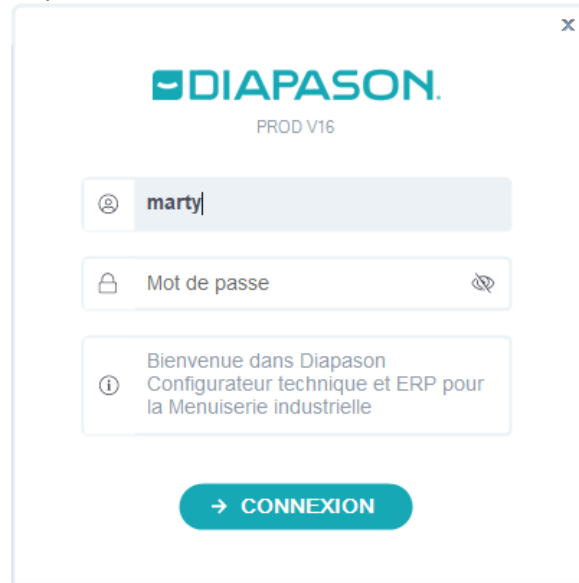 x
DIAPASON.
PROD V16
marty
Mot de passe
Bienvenue dans Diapason
Configurateur technique et ERP pour
la Menuiserie industrielle
→ CONNEXION